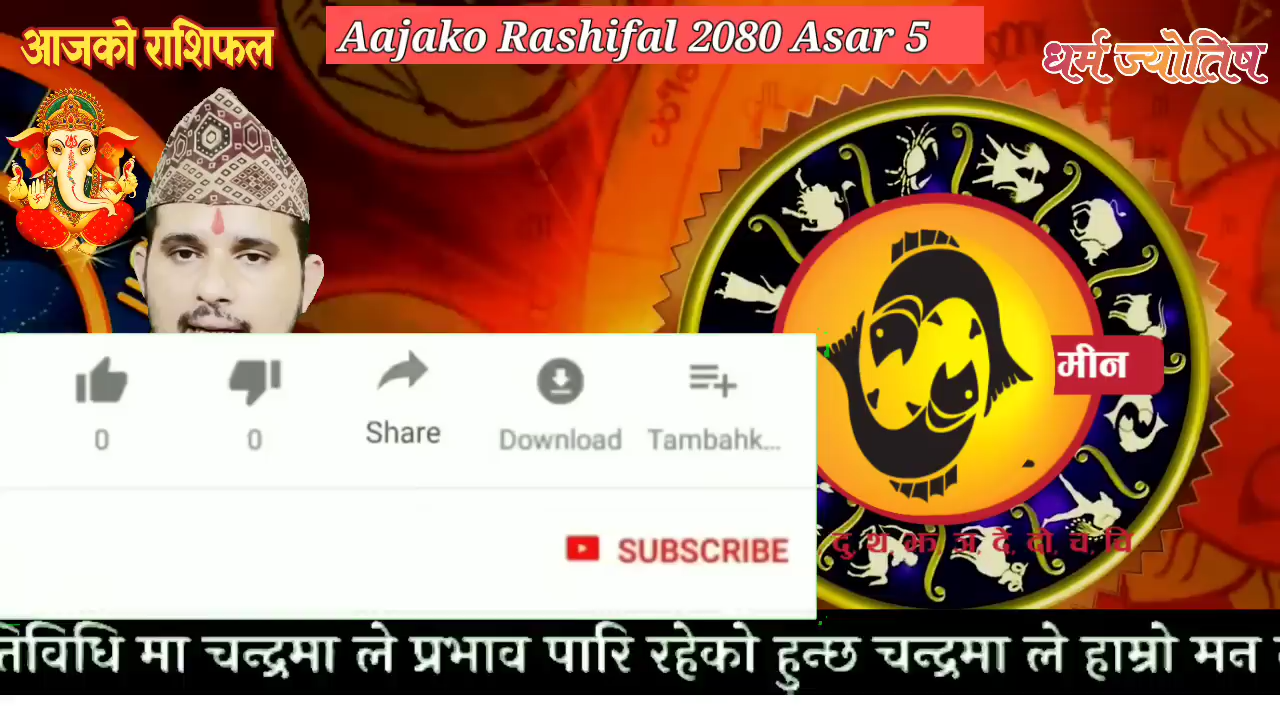 आजको राशिफल
Aajako Rashifal 2080 Asar 5
धर्म ज्योतिष
मीन
0
0
Share
Download
Tambahk...
SUBSCRIBE
दु, थ, झ, ञ, दे, दो, च, चि
तिविधि मा चन्द्रमा ले प्रभाव पारि रहेको हुन्छ चन्द्रमा ले हाम्रो मन